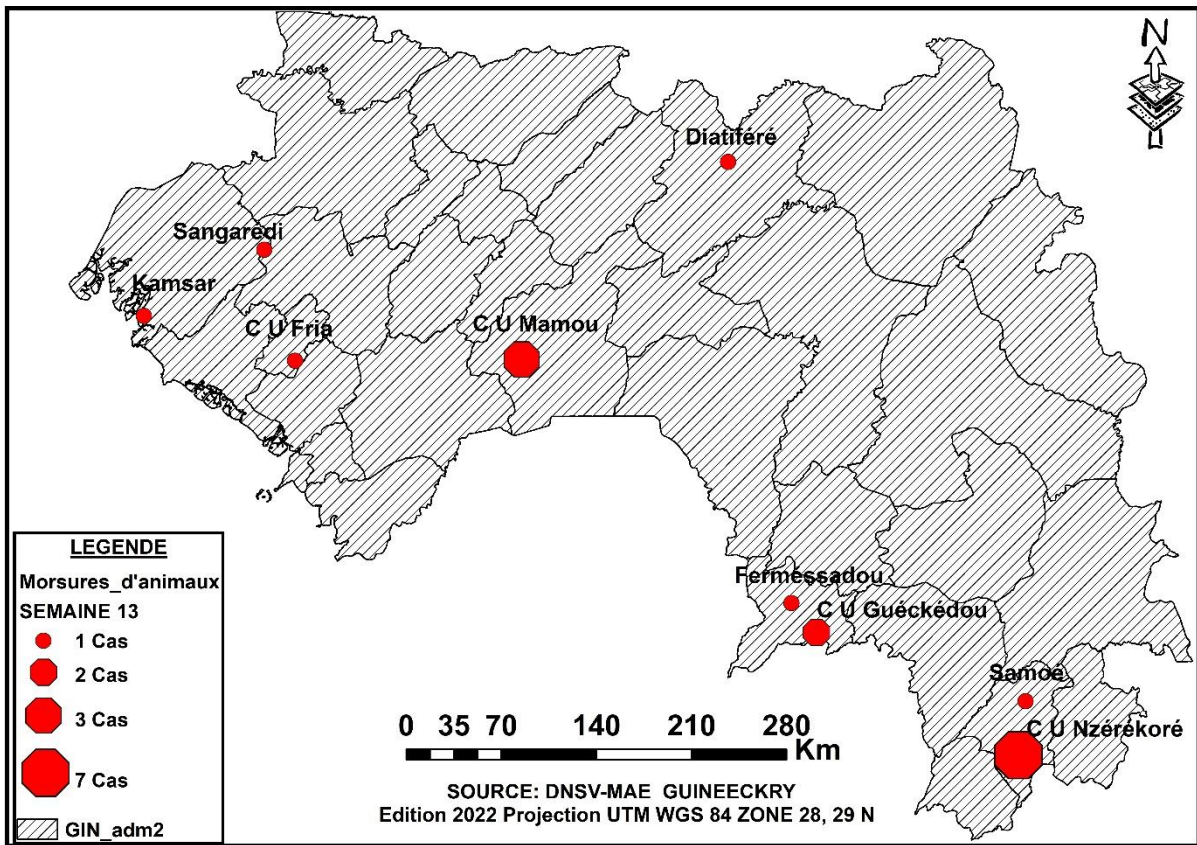 N
Diatiféré
Sangarédi
Kamsar
C U Fria
C U Mamou
Fermessadou
C U Guéckédou
Samoé
C U Nzérékoré
LEGENDE
Morsures_d'animaux
SEMAINE 13
1 Cas
2 Cas
3 Cas
7 Cas
GIN_adm2
0 35 70 140 210 280
Km
SOURCE: DNSV-MAE GUINEECKRY
Edition 2022 Projection UTM WGS 84 ZONE 28, 29 N